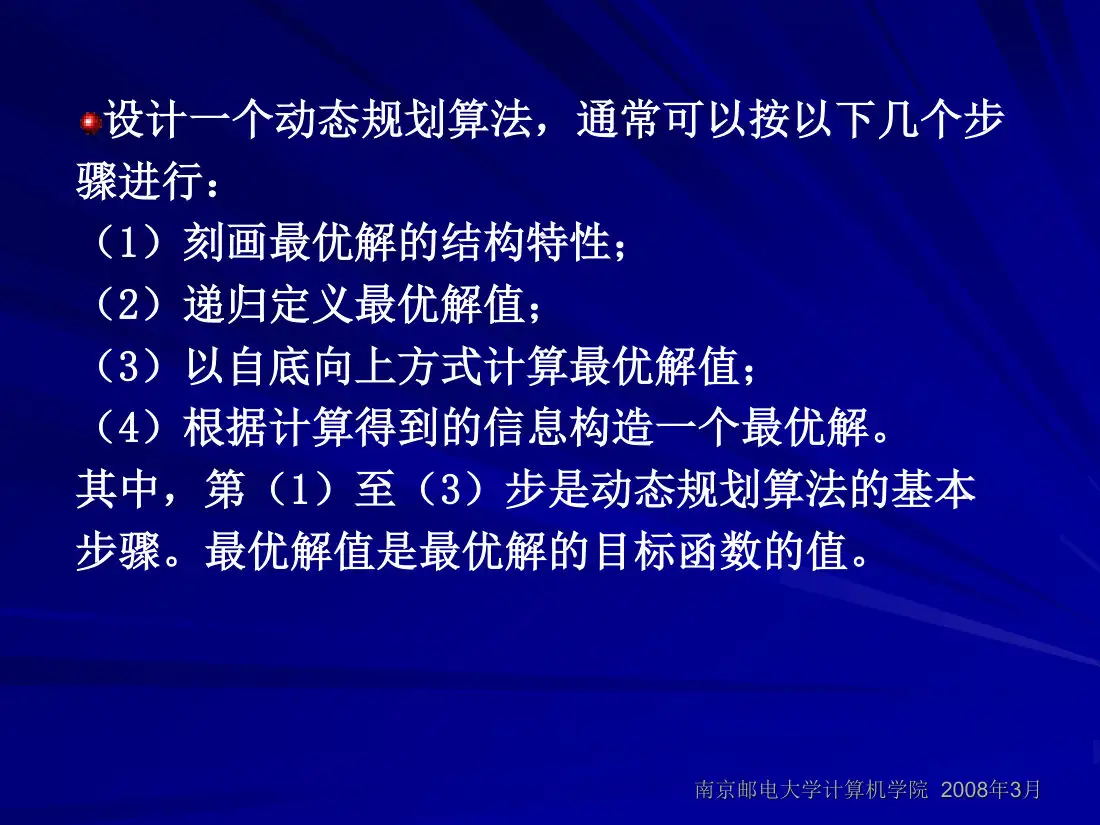 设计一个动态规划算法，通常可以按以下几个步
骤进行：
（1）刻画最优解的结构特性；
（2）递归定义最优解值；
（3）以自底向上方式计算最优解值；
（4）根据计算得到的信息构造一个最优解。
其中，第（1）至（3）步是动态规划算法的基本
步骤。最优解值是最优解的目标函数的值。
南京邮电大学计算机学院 2008年3月